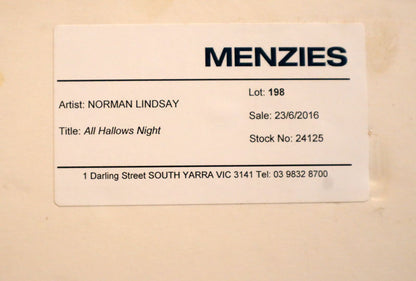 MENZIES
Lot: 198
Artist: NORMAN LINDSAY
Sale: 23/6/2016
Title: All Hallows Night
Stock No: 24125
1 Darling Street SOUTH YARRA VIC 3141 Tel: 03 9832 8700